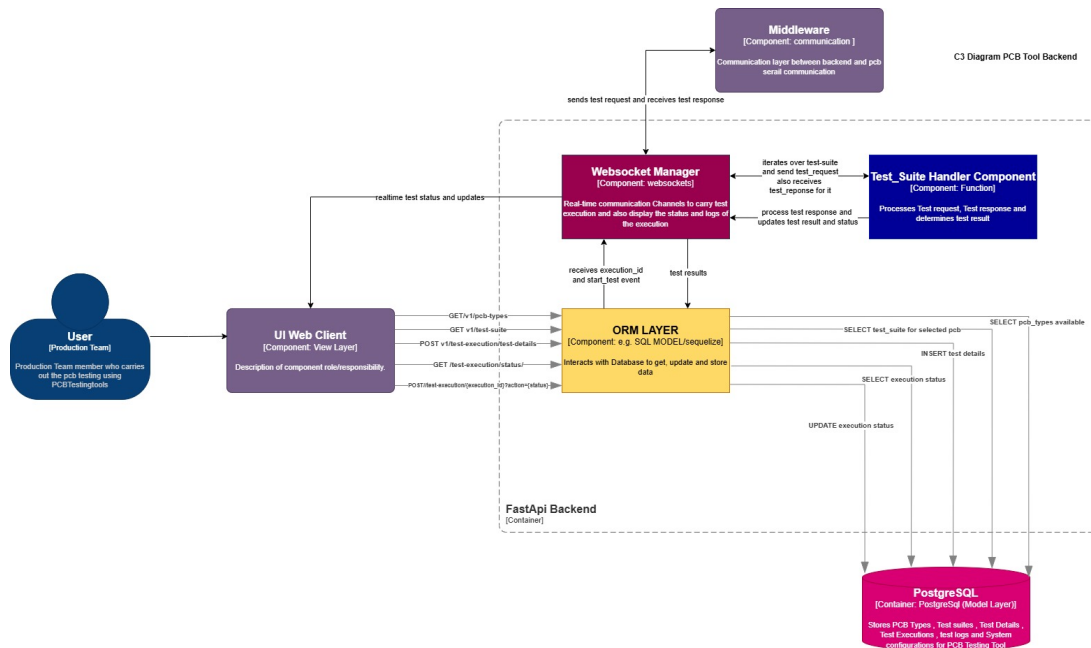 Middleware
[Component: communication ]
Communication layer between backend and pcb
serail communication
C3 Diagram PCB Tool Backend
sends test request and receives test response
Websocket Manager
[Component: websockets]
Real-time communication Channels to carry test
execution and also display the status and logs of
the execution
iterates over test-suite
and send test_request
also receives
test_reponse for it
process test response and
updates test result and status
Test_Suite Handler Component
[Component: Function]
Processes Test request, Test response and
determines test result
realtime test status and updates
receives execution_id
and start_test event
test results
User
[Production Team]
Production Team member who carries
out the pcb testing using
PCBTestingtools
UI Web Client
[Component: View Layer]
Description of component role/responsibility.
GET/v1/pcb-types
GET v1/test-suite
POST v1/test-execution/test-details
GET /test-execution/status/
POST//test-execution/{execution_id}?action={status}
ORM LAYER
[Component: e.g. SQL MODEL/sequelize]
Interacts with Database to get, update and store
data
SELECT pcb_types available
SELECT test_suite for selected pcb
INSERT test details
SELECT execution status
UPDATE execution status
FastApi Backend
[Container]
PostgreSQL
[Container: PostgreSql (Model Layer)]
Stores PCB Types , Test suites , Test Details ,
Test Executions , test logs and System
configurations for PCB Testing Tool